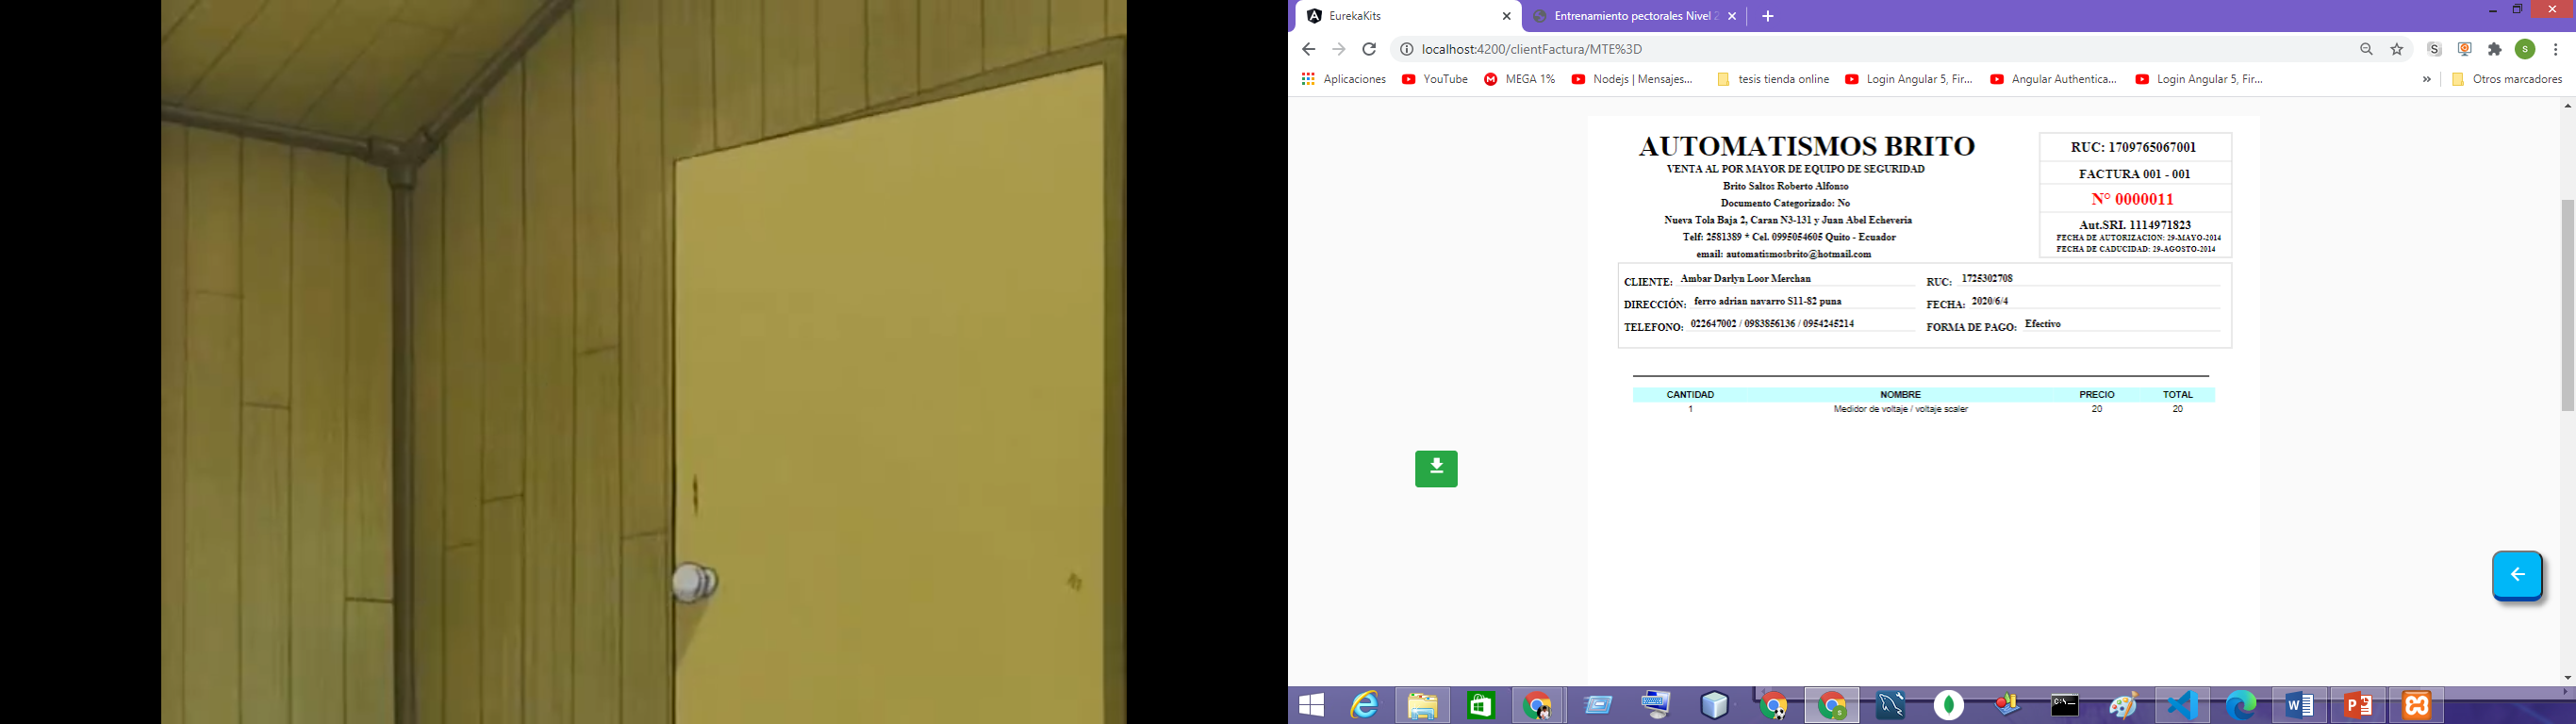 EurekaKits
Entrenamiento pectorales Nivel 2
localhost:4200/clientFactura/MTE%3D
Aplicaciones
YouTube
MEGA 1%
Nodejs | Mensajes...
tesis tienda online
Login Angular 5, Fir...
Angular Authentica...
Login Angular 5, Fir...
Otros marcadores
AUTOMATISMOS BRITO
VENTA AL POR MAYOR DE EQUIPO DE SEGURIDAD
Brito Saltos Roberto Alfonso
Documento Categorizado: No
Nueva Tola Baja 2, Caran N3-131 y Juan Abel Echeveria
Telf: 2581389 * Cel. 0995054605 Quito - Ecuador
email: automatismosbrito@hotmail.com
RUC: 1709765067001
FACTURA 001 - 001
N° 0000011
Aut.SRI. 1114971823
FECHA DE AUTORIZACION: 29-MAYO-2014
FECHA DE CADUCIDAD: 29-AGOSTO-2014
CLIENTE: Ambar Darlyn Loor Merchan
RUC: 1725302708
DIRECCIÓN: ferro adrian navarro S11-82 puna
FECHA: 2020/6/4
TELEFONO: 022647002 / 0983856136 / 0954245214
FORMA DE PAGO: Efectivo
CANTIDAD NOMBRE PRECIO TOTAL
1 Medidor de voltaje / voltaje scaler 20 20